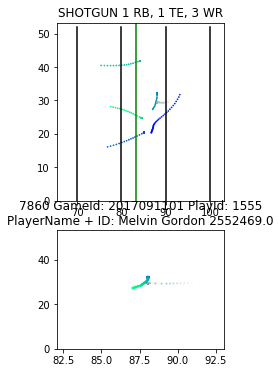 SHOTGUN 1 RB, 1 TE, 3 WR
50
40
30
20
10
0
70 80 90 100
7860 GameId: 2017091101 PlayId: 1555
PlayerName + ID: Melvin Gordon 2552469.0
40
20
0
82.5 85.0 87.5 90.0 92.5